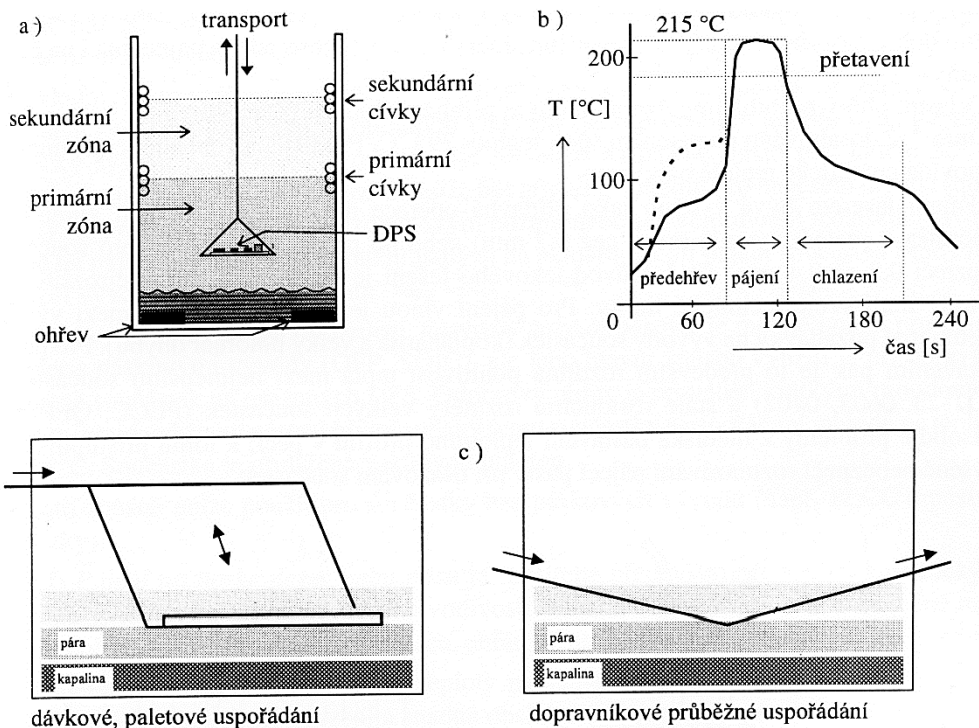 a )
transport
sekundární
cívky
sekundární
zóna
primární
cívky
primární
zóna
DPS
ohřev
b )
215 °C
200
přetavení
T [°C]
100
předehřev
pájení
chlazení
0
60
120
180
240
čas [s]
c )
pára
kapalina
dávkové, paletové uspořádání
pára
kapalina
dopravníkové průběžné uspořádání